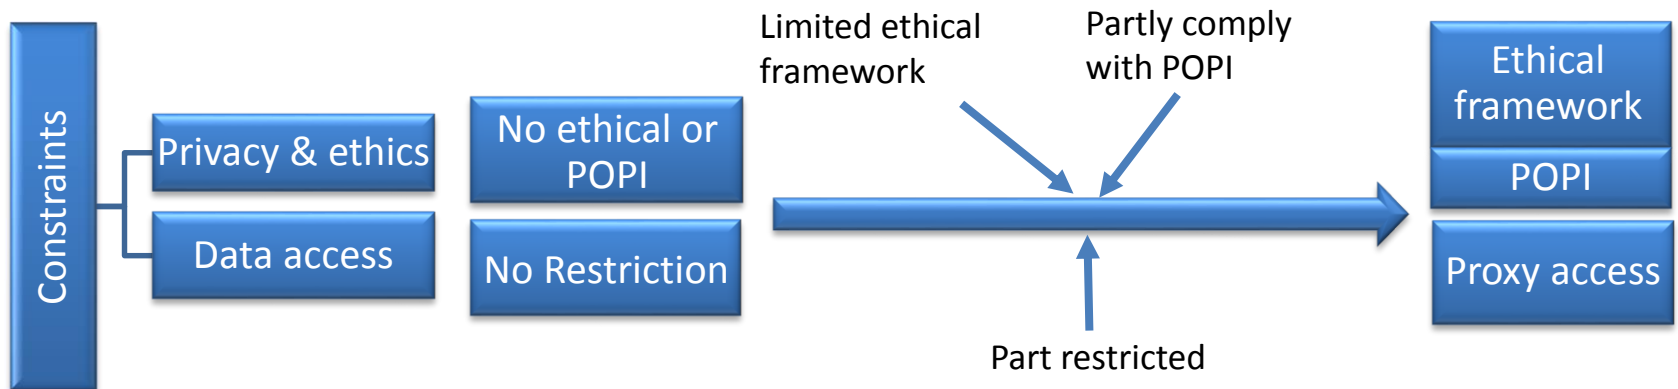 Constraints
Privacy & ethics
Data access
No ethical or
POPI
No Restriction
Limited ethical
framework
Partly comply
with POPI
Part restricted
Ethical
framework
POPI
Proxy access